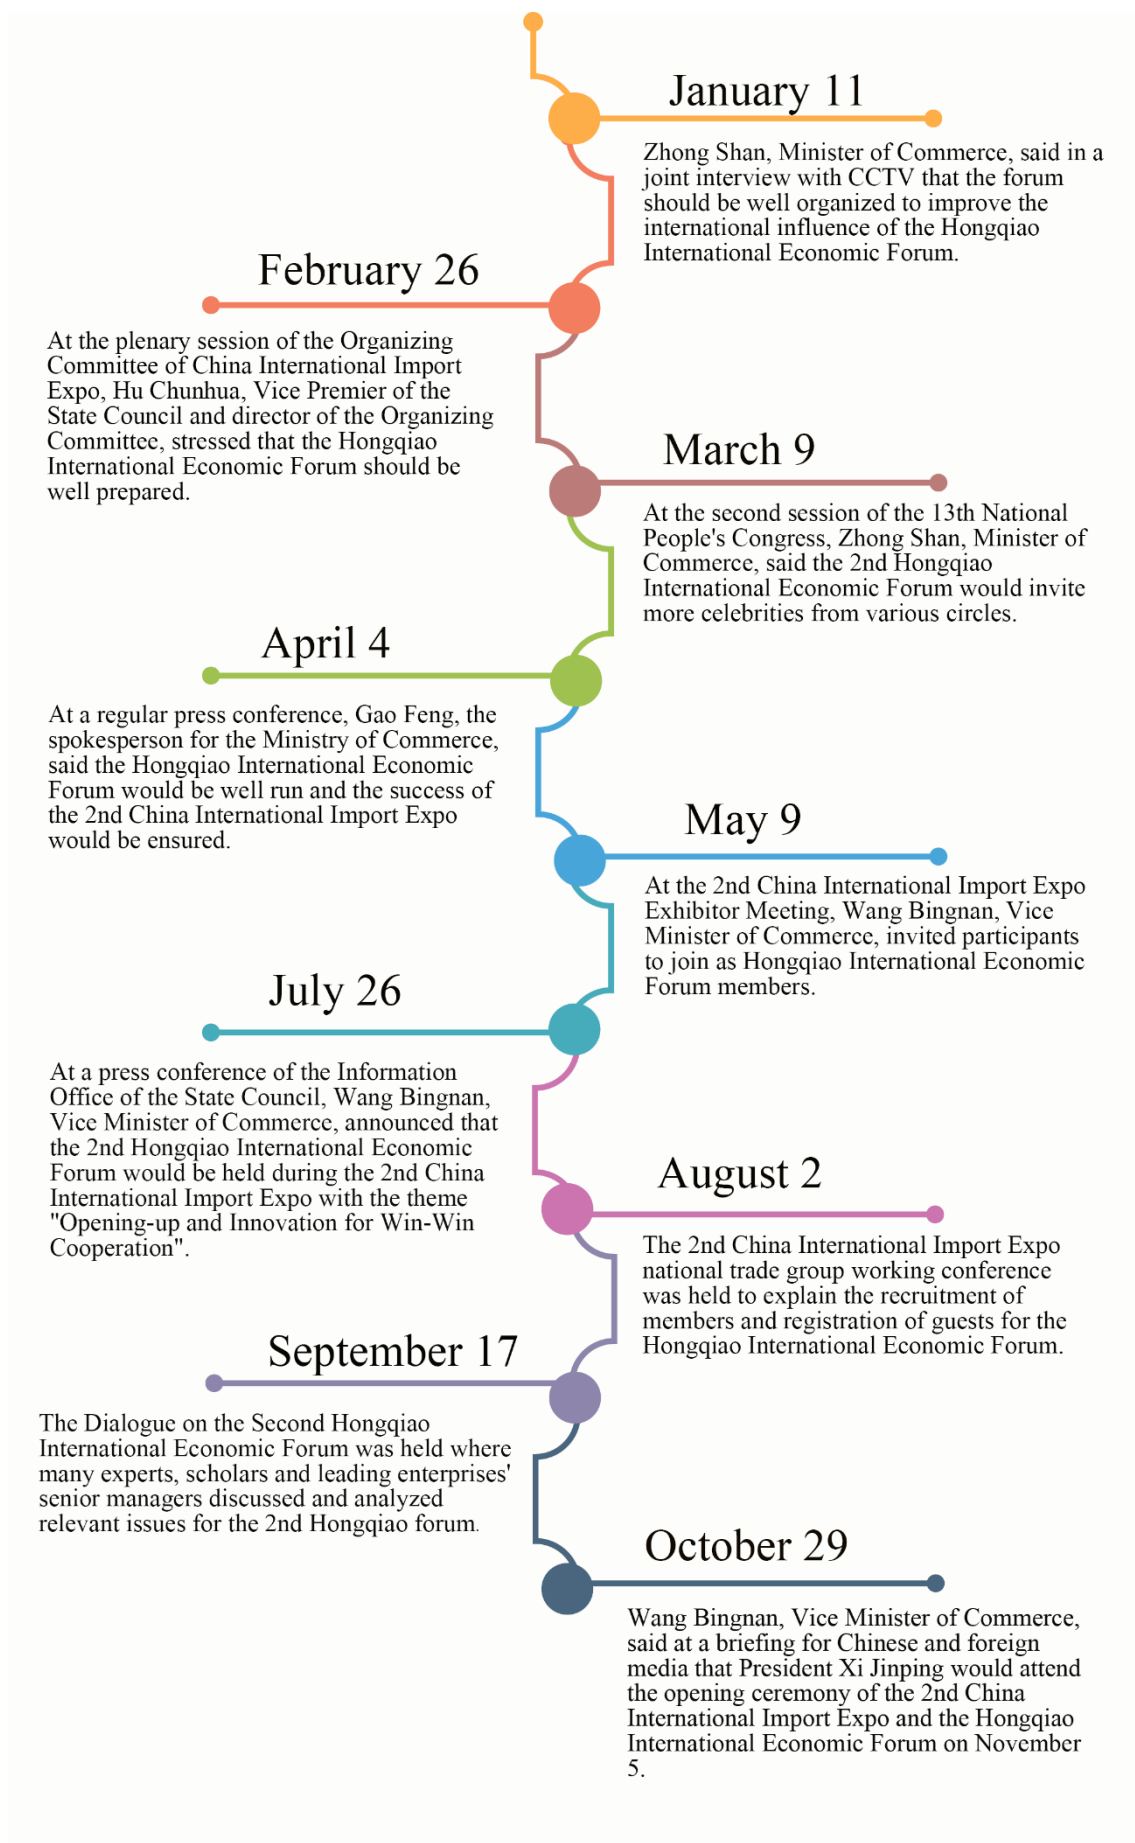 January 11
Zhong Shan, Minister of Commerce, said in a
joint interview with CCTV that the forum
should be well organized to improve the
international influence of the Hongqiao
International Economic Forum.
February 26
At the plenary session of the Organizing
Committee of China International Import
Expo, Hu Chunhua, Vice Premier of the
State Council and director of the Organizing
Committee, stressed that the Hongqiao
International Economic Forum should be
well prepared.
March 9
At the second session of the 13th National
People's Congress, Zhong Shan, Minister of
Commerce, said the 2nd Hongqiao
International Economic Forum would invite
more celebrities from various circles.
April 4
At a regular press conference, Gao Feng, the
spokesperson for the Ministry of Commerce,
said the Hongqiao International Economic
Forum would be well run and the success of
the 2nd China International Import Expo
would be ensured.
May 9
At the 2nd China International Import Expo
Exhibitor Meeting, Wang Bingnan, Vice
Minister of Commerce, invited participants
to join as Hongqiao International Economic
Forum members.
July 26
At a press conference of the Information
Office of the State Council, Wang Bingnan,
Vice Minister of Commerce, announced that
the 2nd Hongqiao International Economic
Forum would be held during the 2nd China
International Import Expo with the theme
"Opening-up and Innovation for Win-Win
Cooperation".
August 2
The 2nd China International Import Expo
national trade group working conference
was held to explain the recruitment of
members and registration of guests for the
Hongqiao International Economic Forum.
September 17
The Dialogue on the Second Hongqiao
International Economic Forum was held where
many experts, scholars and leading enterprises'
senior managers discussed and analyzed
relevant issues for the 2nd Hongqiao forum.
October 29
Wang Bingnan, Vice Minister of Commerce,
said at a briefing for Chinese and foreign
media that President Xi Jinping would attend
the opening ceremony of the 2nd China
International Import Expo and the Hongqiao
International Economic Forum on November
5.